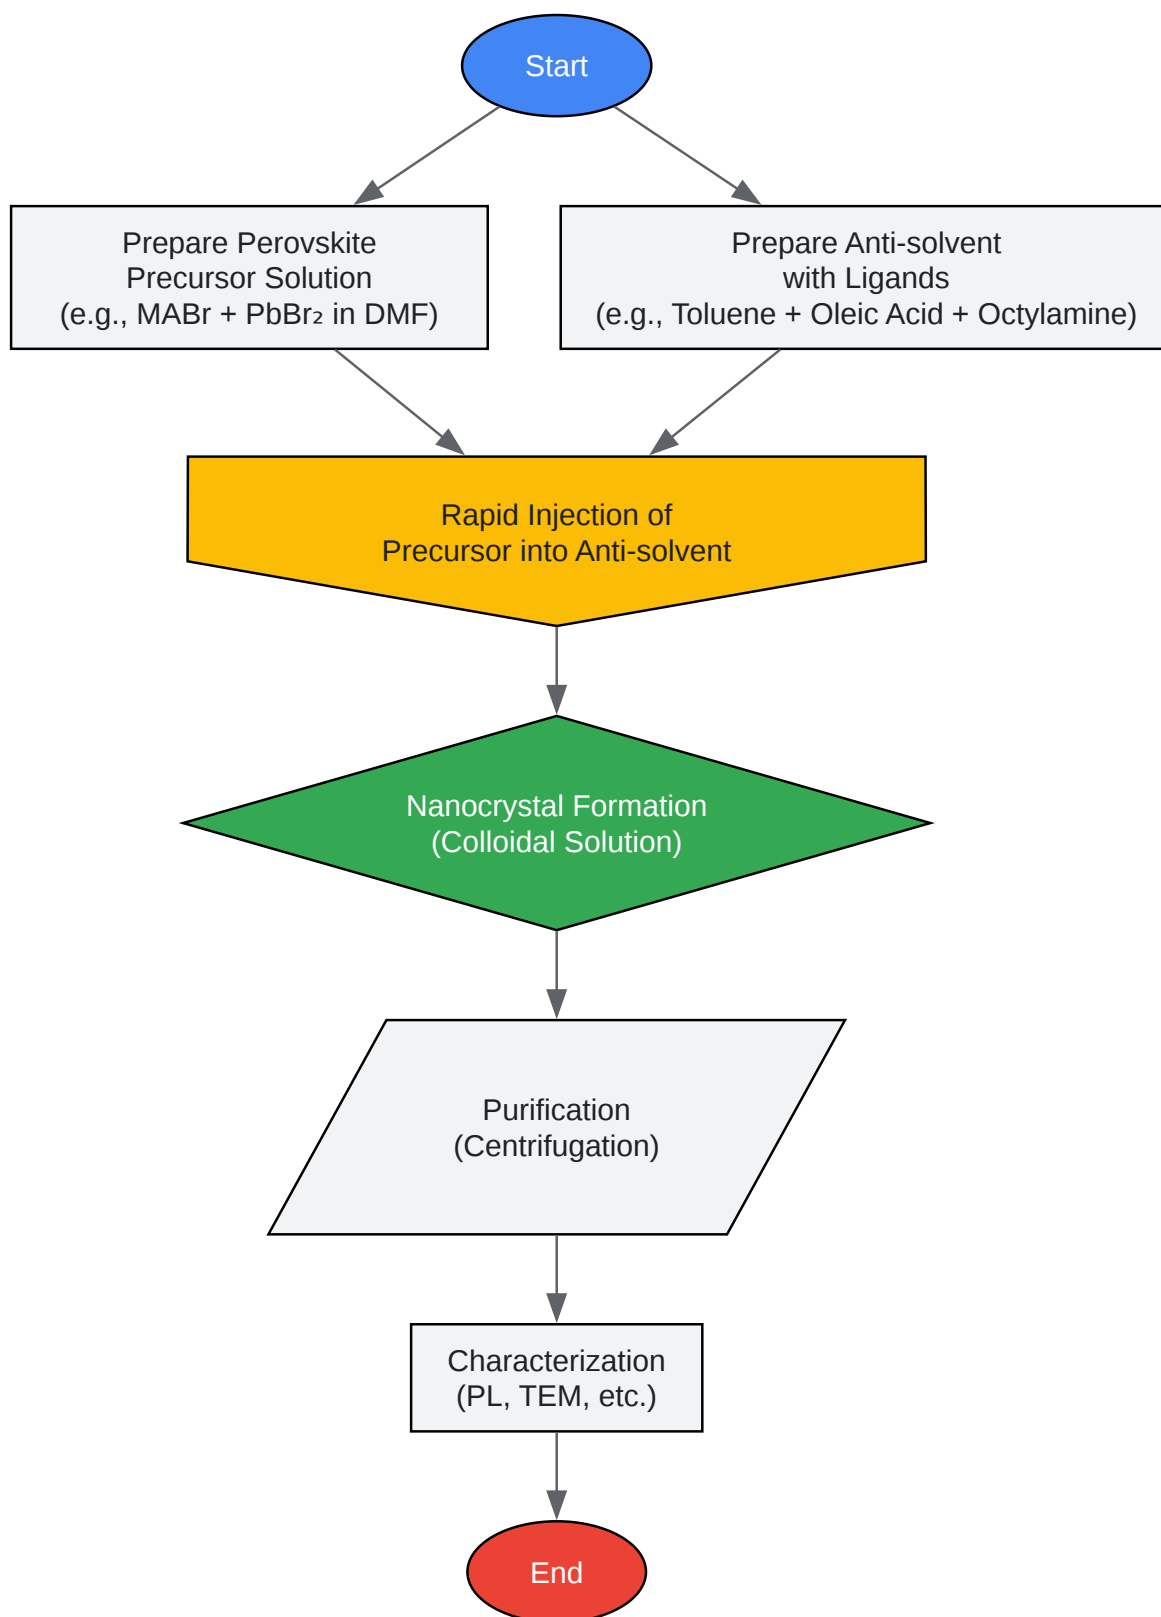 Start
Prepare Perovskite
Precursor Solution
(e.g., MABr + PbBr₂ in DMF)
Prepare Anti-solvent
with Ligands
(e.g., Toluene + Oleic Acid + Octylamine)
Rapid Injection of
Precursor into Anti-solvent
Nanocrystal Formation
(Colloidal Solution)
Purification
(Centrifugation)
Characterization
(PL, TEM, etc.)
End